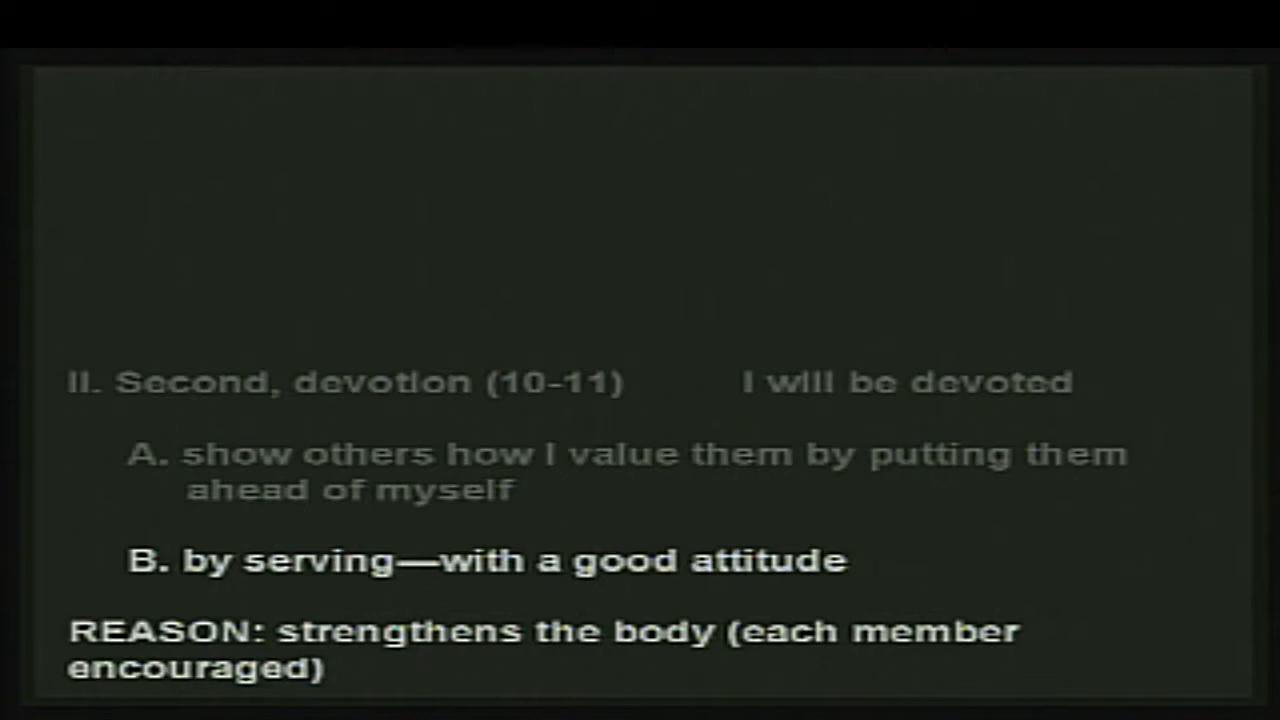 II. Second, devotion (10-11) I will be devoted
A. show others how I value them by putting them
ahead of myself
B. by serving—with a good attitude
REASON: strengthens the body (each member
encouraged)